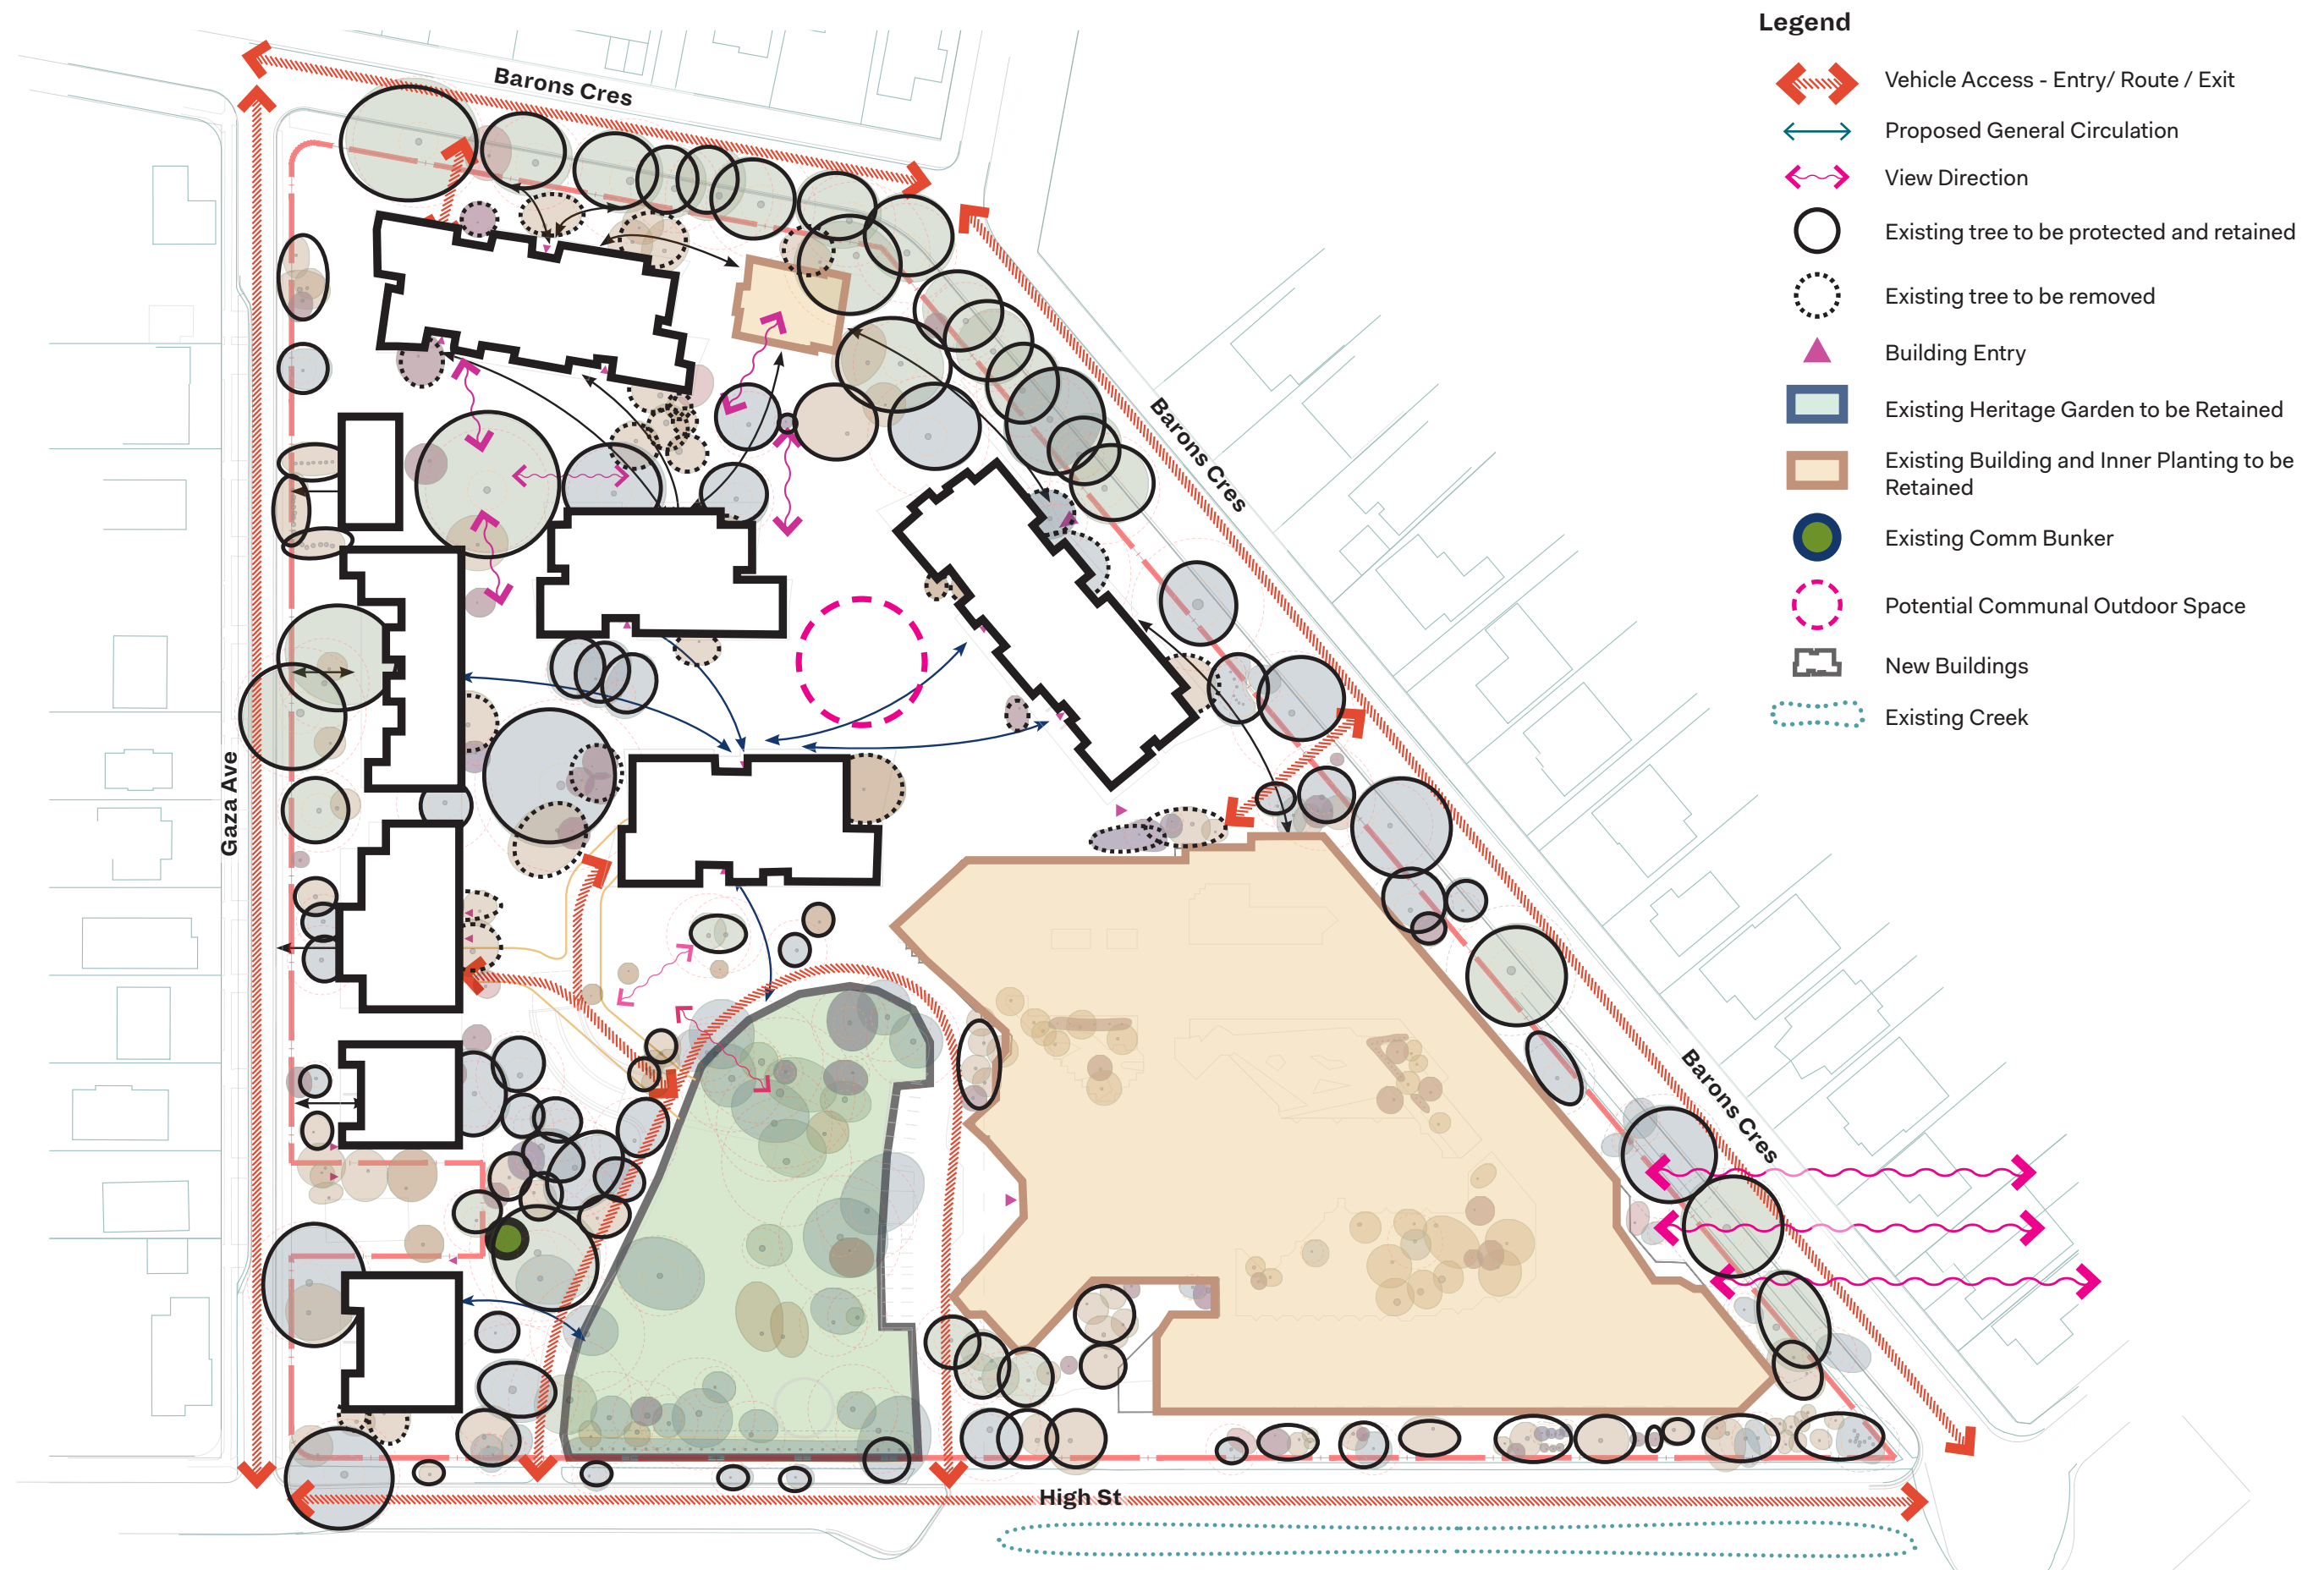 Legend
Vehicle Access - Entry/ Route / Exit
Proposed General Circulation
View Direction
Existing tree to be protected and retained
Existing tree to be removed
Building Entry
Existing Heritage Garden to be Retained
Existing Building and Inner Planting to be
Retained
Existing Comm Bunker
Potential Communal Outdoor Space
New Buildings
Existing Creek
Barons Cres
Barons Cres
Gaza Ave
Barons Cres
High St